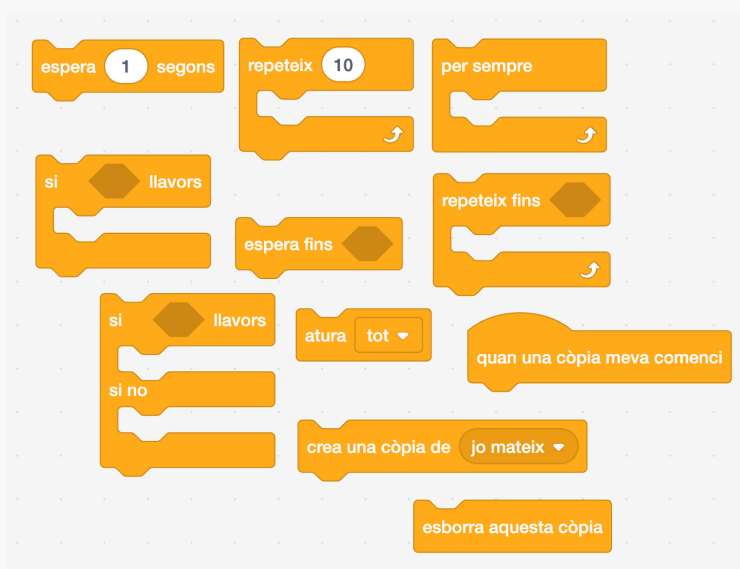 espera 1 segons
repeteix 10
per sempre
si llavors
repeteix fins
espera fins
si llavors
si no
atura tot
quan una còpia meva comenci
crea una còpia de jo mateix
esborra aquesta còpia